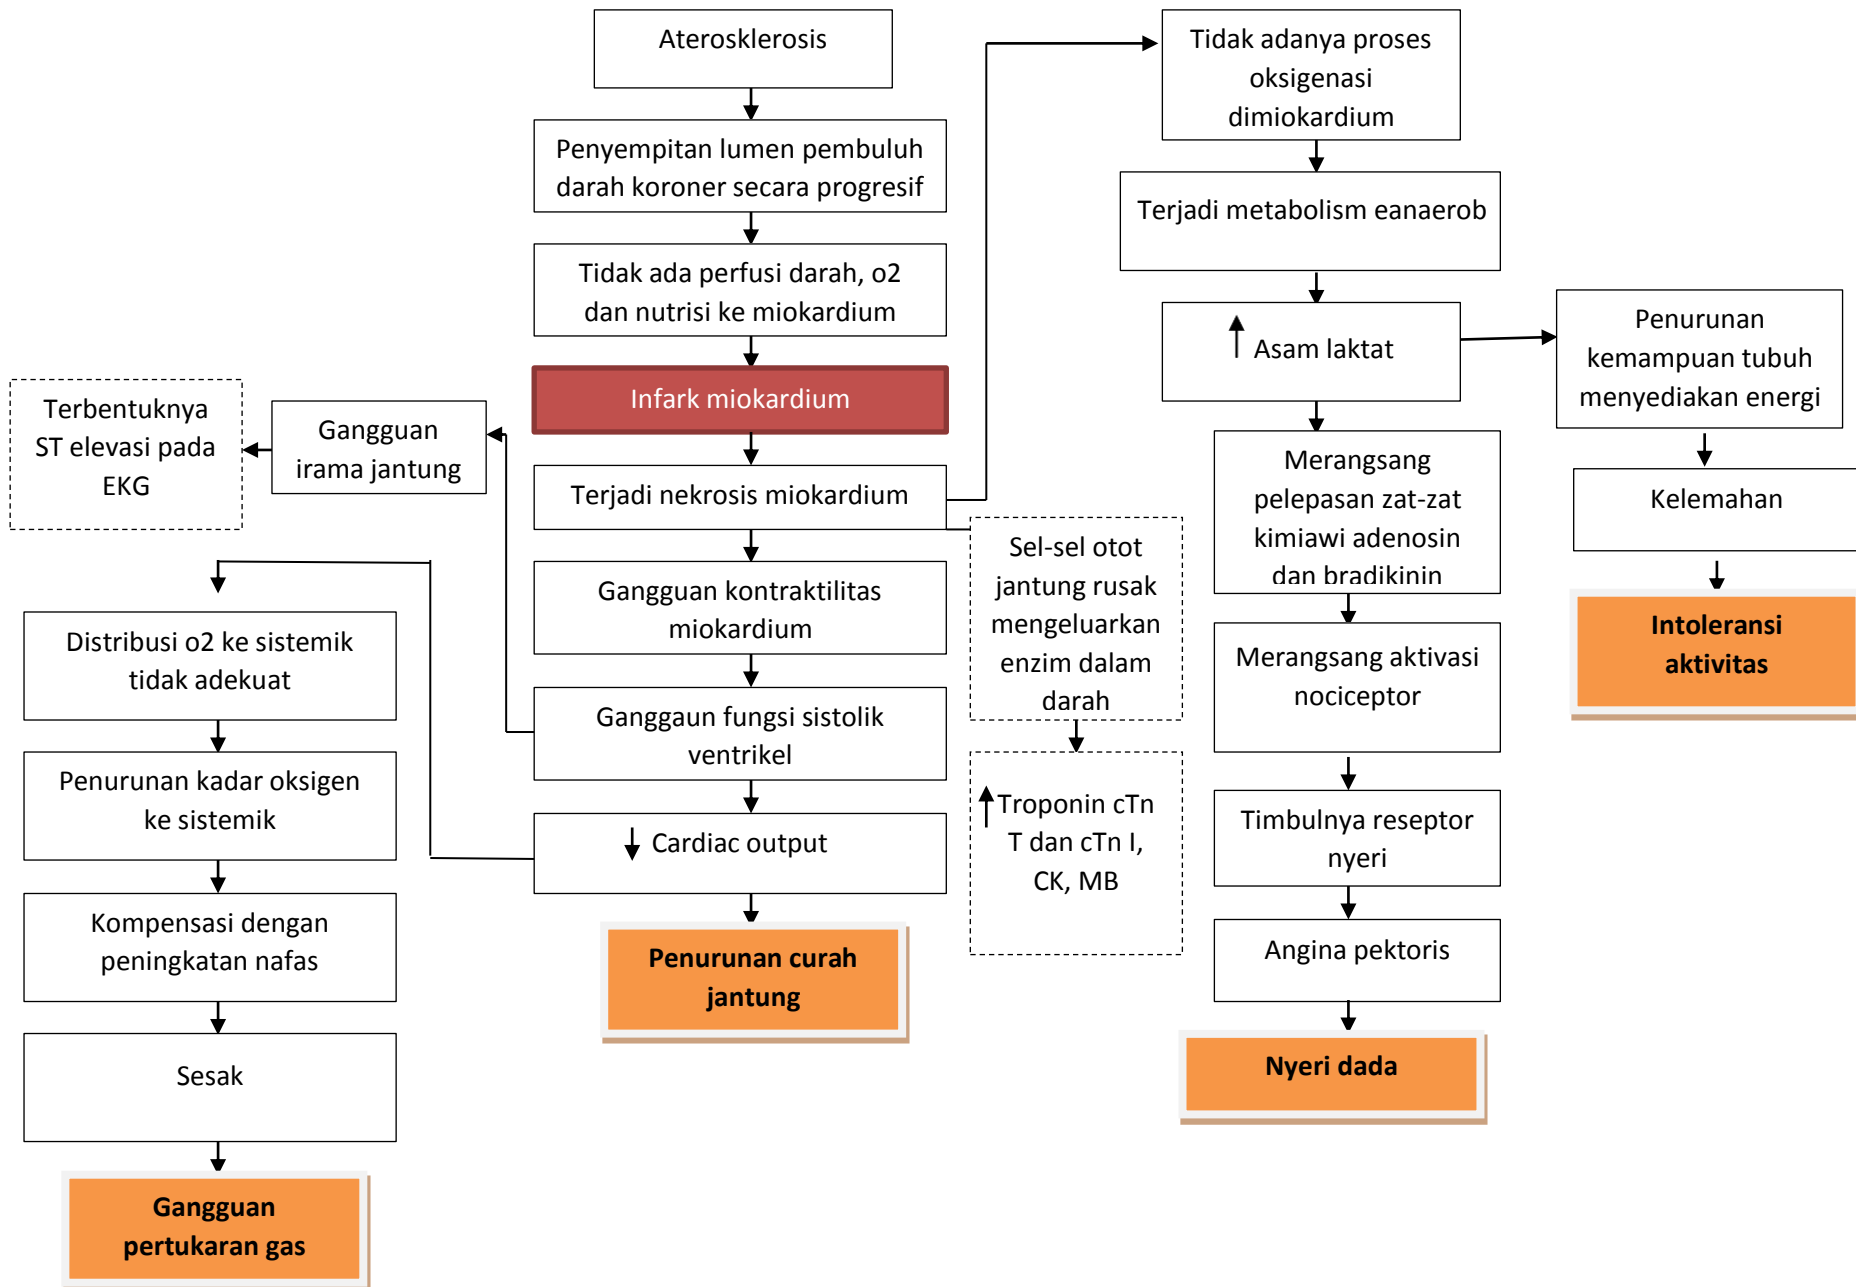 Aterosklerosis
Penyempitan lumen pembuluh
darah koroner secara progresif
Tidak ada perfusi darah, o2
dan nutrisi ke miokardium
Infark miokardium
Terjadi nekrosis miokardium
Gangguan kontraktilitas
miokardium
Ganggaun fungsi sistolik
ventrikel
Cardiac output
Penurunan curah
jantung
Gangguan
irama jantung
Terbentuknya
ST elevasi pada
EKG
Distribusi o2 ke sistemik
tidak adekuat
Penurunan kadar oksigen
ke sistemik
Kompensasi dengan
peningkatan nafas
Sesak
Gangguan
pertukaran gas
Sel-sel otot
jantung rusak
mengeluarkan
enzim dalam
darah
Troponin cTn
T dan cTn I,
CK, MB
Tidak adanya proses
oksigenasi
dimiokardium
Terjadi metabolism eanaerob
Asam laktat
Merangsang
pelepasan zat-zat
kimiawi adenosin
dan bradikinin
Merangsang aktivasi
nociceptor
Timbulnya reseptor
nyeri
Angina pektoris
Nyeri dada
Penurunan
kemampuan tubuh
menyediakan energi
Kelemahan
Intoleransi
aktivitas